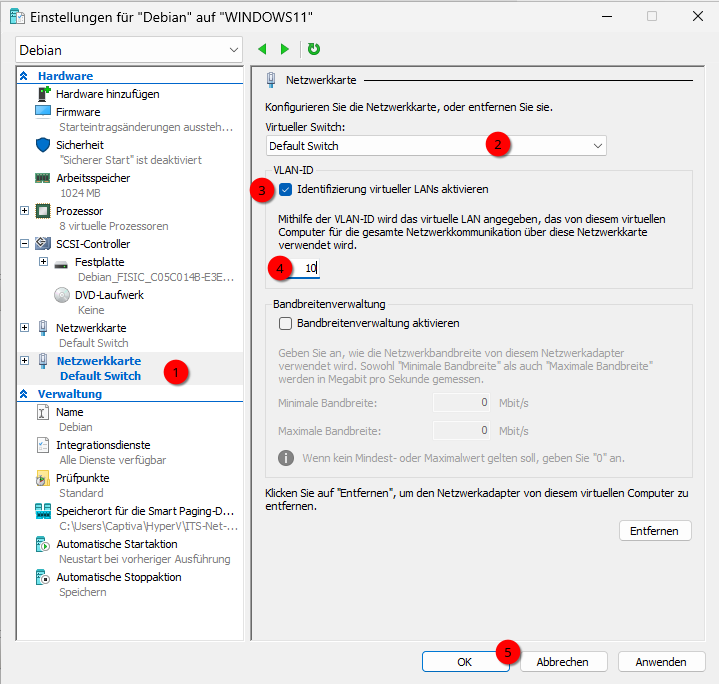 Einstellungen für "Debian" auf "WINDOWS11"
Debian
Hardware
Hardware hinzufügen
Firmware
Starteintragsänderungen aussteh...
Sicherheit
"Sicherer Start" ist deaktiviert
Arbeitsspeicher
1024 MB
Prozessor
8 virtuelle Prozessoren
SCSI-Controller
Festplatte
Debian_FISIC_C05C014B-E3E...
DVD-Laufwerk
Keine
Netzwerkkarte
Default Switch
Netzwerkkarte
Default Switch
1
Verwaltung
Name
Debian
Integrationsdienste
Alle Dienste verfügbar
Prüfpunkte
Standard
Speicherort für die Smart Paging-D...
C:\Users\Captiva\HyperV\ITS-Net-...
Automatische Startaktion
Neustart bei vorheriger Ausführung
Automatische Stoppaktion
Speichern
Netzwerkkarte
Konfigurieren Sie die Netzwerkkarte, oder entfernen Sie sie.
Virtueller Switch:
Default Switch
2
VLAN-ID
3
Identifizierung virtueller LANs aktivieren
Mithilfe der VLAN-ID wird das virtuelle LAN angegeben, das von diesem virtuellen
Computer für die gesamte Netzwerkkommunikation über diese Netzwerkkarte
verwendet wird.
4
10
Bandbreitenverwaltung
Bandbreitenverwaltung aktivieren
Geben Sie an, wie die Netzwerkbandbreite von diesem Netzwerkadapter
verwendet wird. Sowohl "Minimale Bandbreite" als auch "Maximale Bandbreite"
werden in Megabit pro Sekunde gemessen.
Minimale Bandbreite: 0 Mbit/s
Maximale Bandbreite: 0 Mbit/s
Wenn kein Mindest- oder Maximalwert gelten soll, geben Sie "0" an.
Klicken Sie auf "Entfernen", um den Netzwerkadapter von diesem virtuellen Computer zu
entfernen.
Entfernen
5
OK
Abbrechen
Anwenden